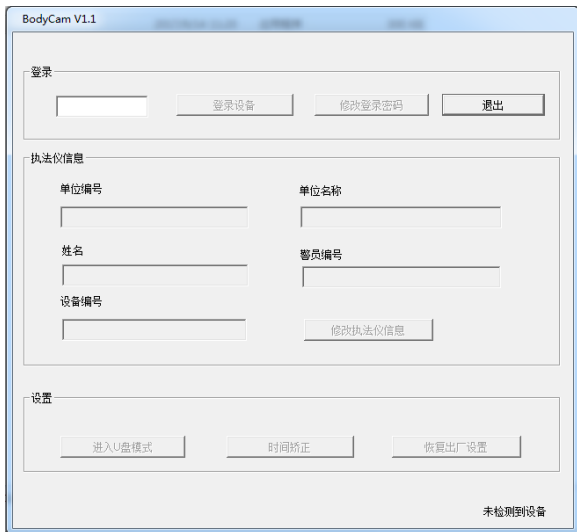 BodyCam V1.1
登录
登录设备 修改登录密码 退出
执法仪信息
单位编号 单位名称
姓名 警员编号
设备编号
修改执法仪信息
设置
进入U盘模式 时间矫正 恢复出厂设置
未检测到设备